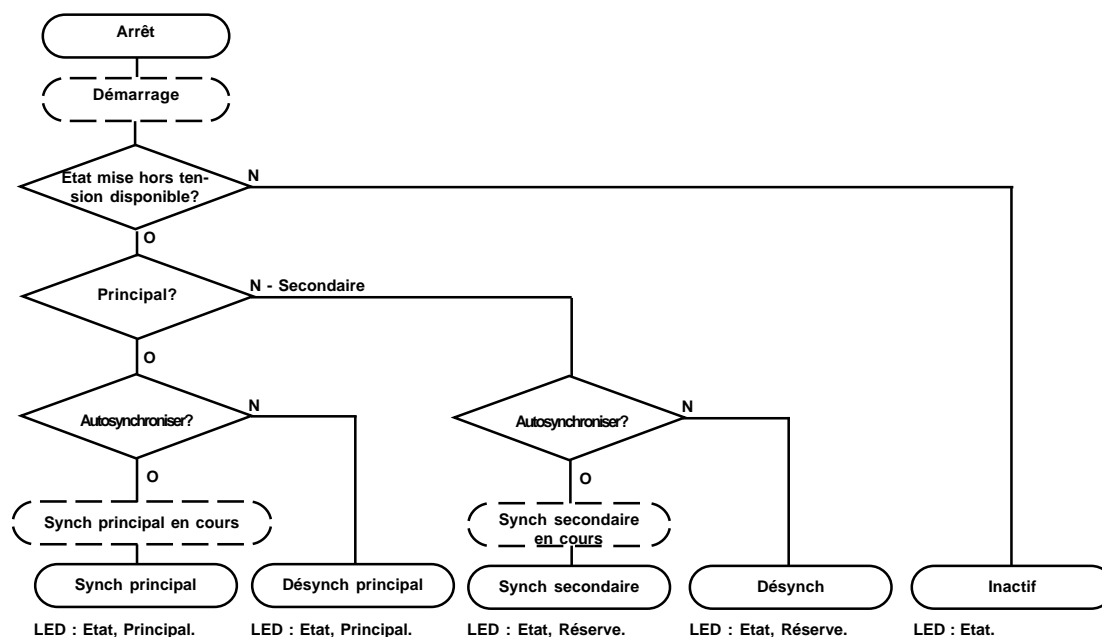 Arrêt
Démarrage
Etat mise hors ten-
sion disponible?
N
O
Principal?
N - Secondaire
O
Autosynchroniser?
N
Autosynchroniser?
N
O
O
Synch principal en cours
Synch secondaire
en cours
Synch principal
Désynch principal
Synch secondaire
Désynch
Inactif
LED : Etat, Principal.
LED : Etat, Principal.
LED : Etat, Réserve.
LED : Etat, Réserve.
LED : Etat.